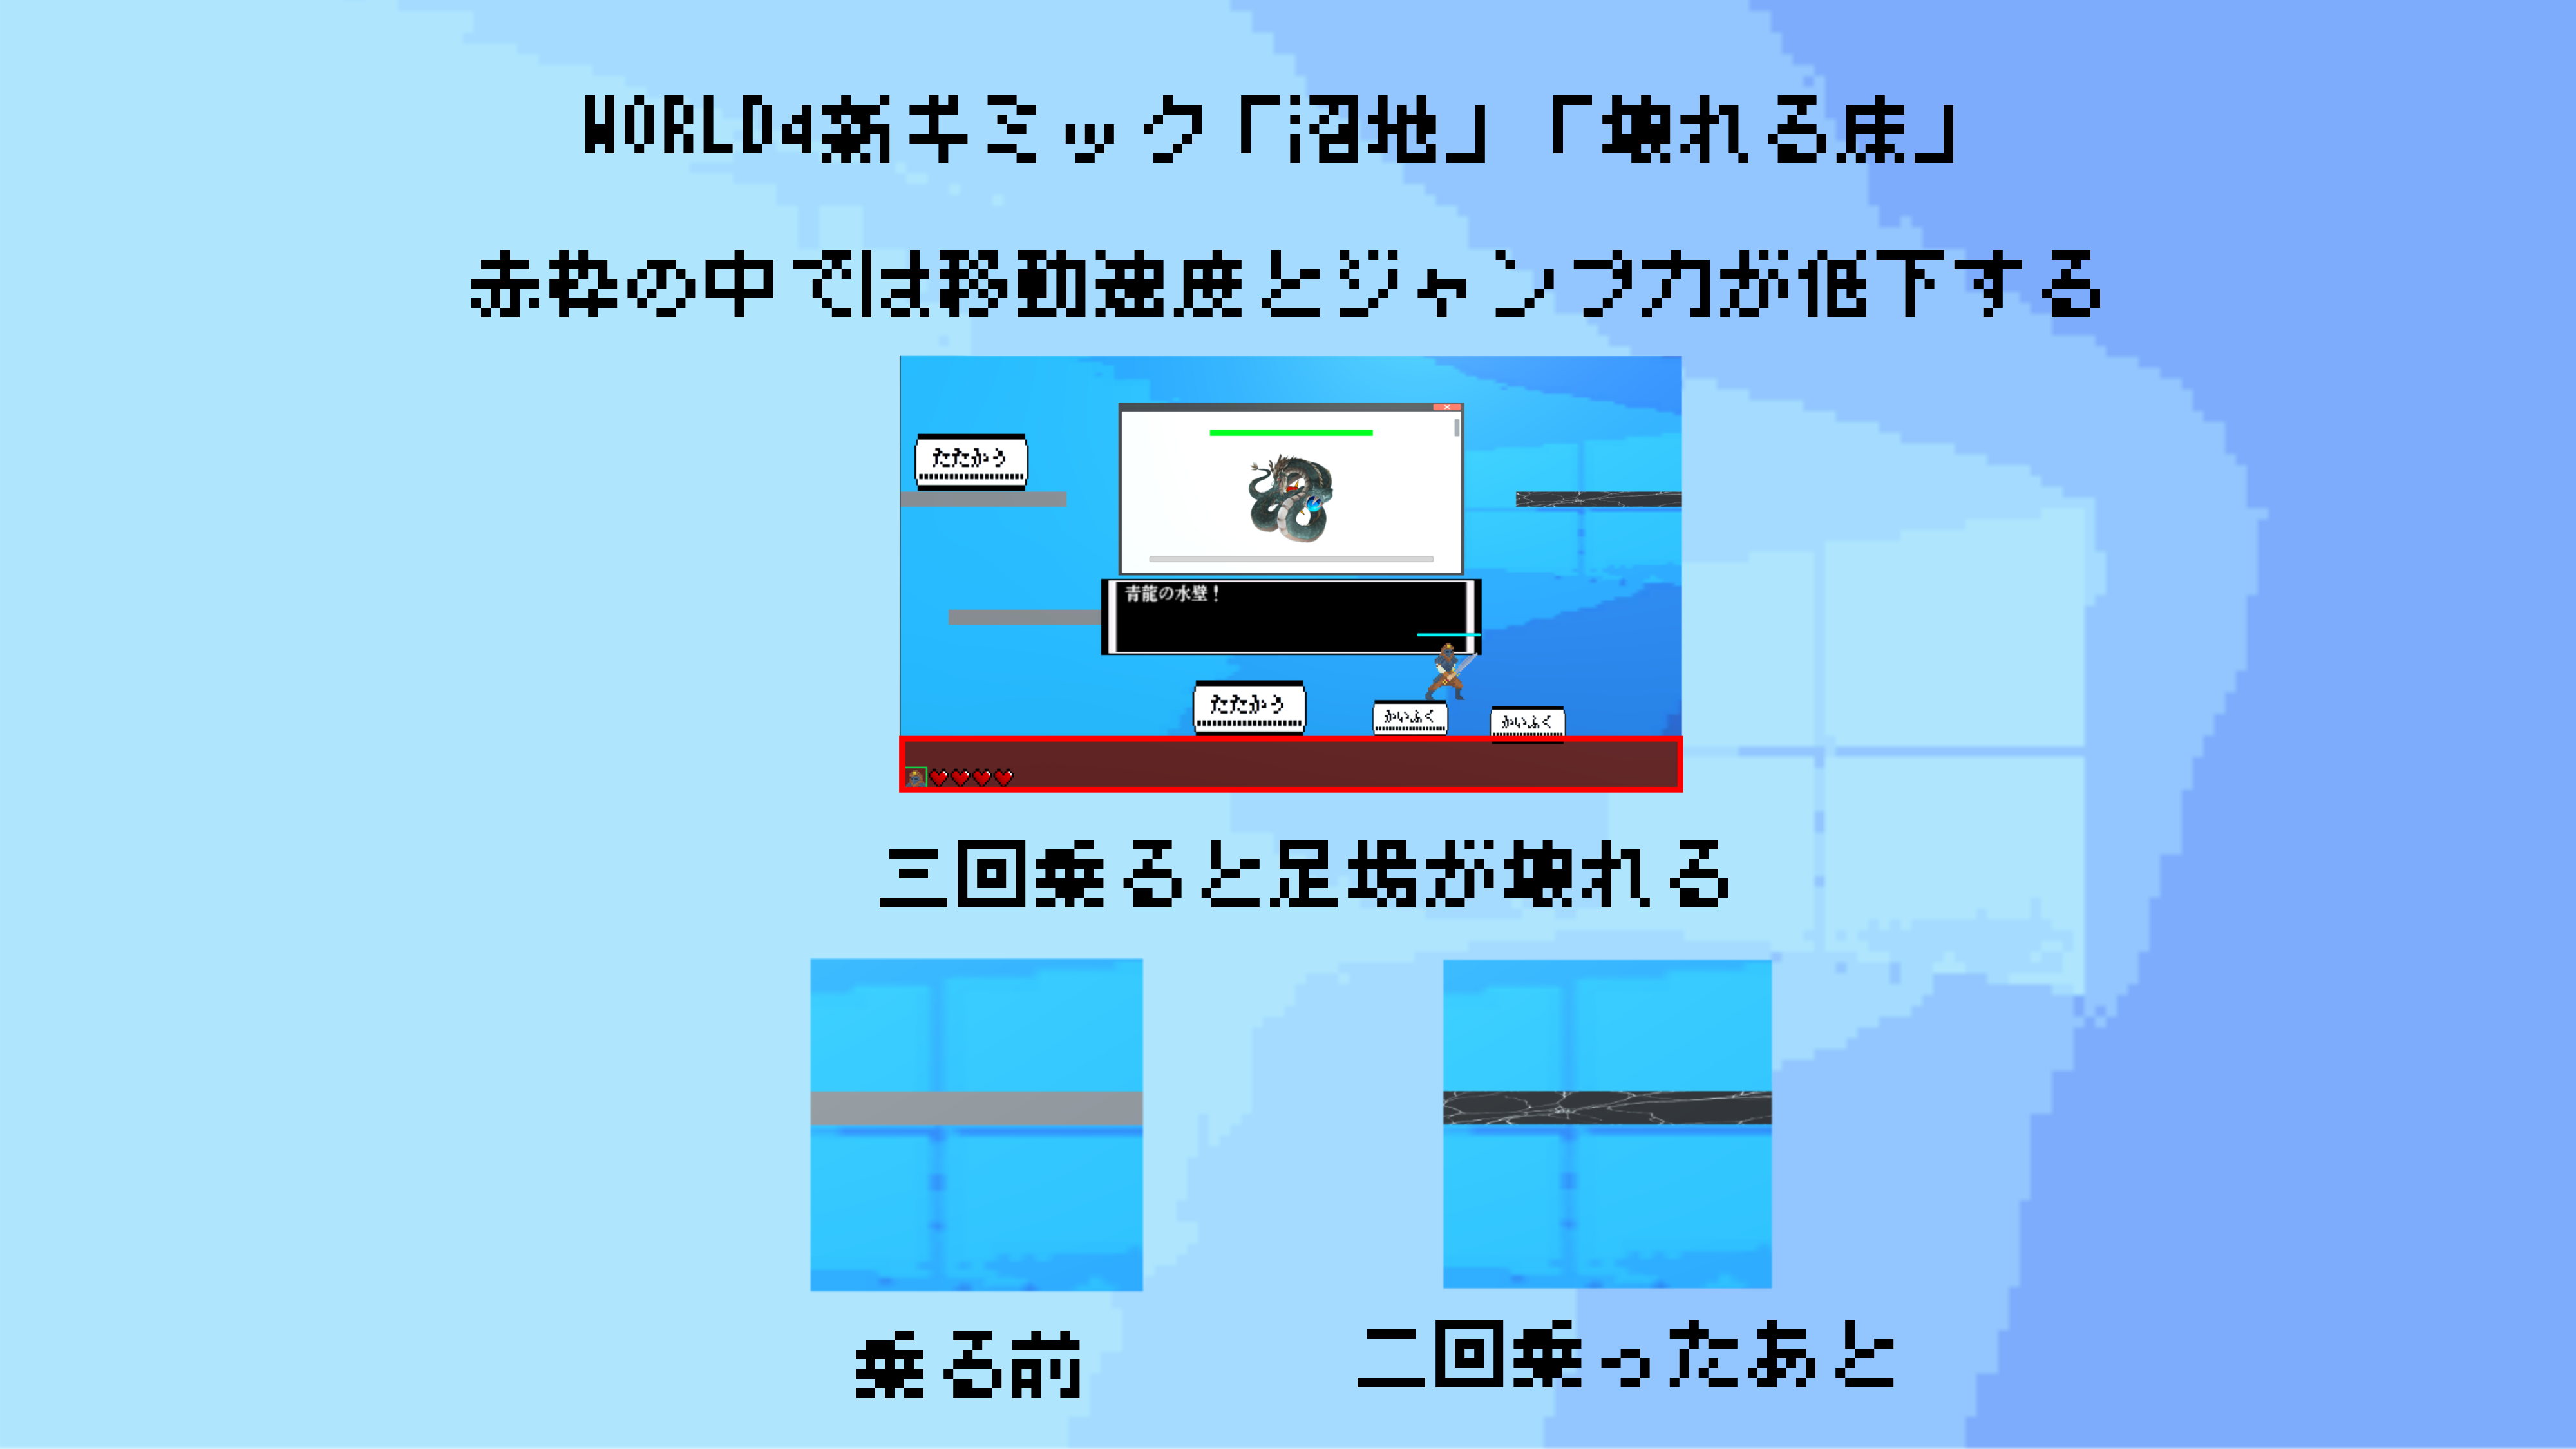 WORLD4新ギミック「沼地」「壊れる床」
赤枠の中では移動速度とジャンプ力が低下する
たたかう
青龍の水壁！
たたかう
かいふく
かいふく
三回乗ると足場が壊れる
乗る前
二回乗ったあと